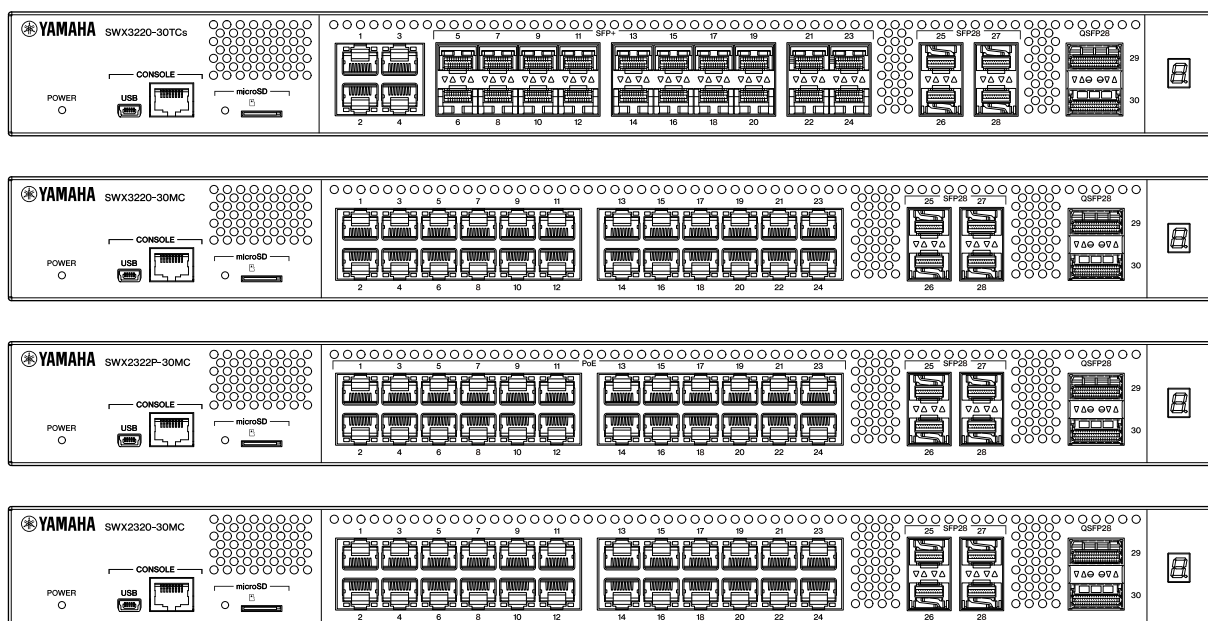 YAMAHA SWX3220-30TCs
1 3 5 7 9 11 SFP+ 13 15 17 19 21 23 25 SFP28 27 QSFP28
29
CONSOLE
POWER USB microSD
30
2 4 6 8 10 12 14 16 18 20 22 24 26 28
YAMAHA SWX3220-30MC
1 3 5 7 9 11 13 15 17 19 21 23 25 SFP28 27 QSFP28
29
CONSOLE
POWER USB microSD
30
2 4 6 8 10 12 14 16 18 20 22 24 26 28
YAMAHA SWX2322P-30MC
1 3 5 7 9 11 PoE 13 15 17 19 21 23 25 SFP28 27 QSFP28
29
CONSOLE
POWER USB microSD
30
2 4 6 8 10 12 14 16 18 20 22 24 26 28
YAMAHA SWX2320-30MC
1 3 5 7 9 11 13 15 17 19 21 23 25 SFP28 27 QSFP28
29
CONSOLE
POWER USB microSD
30
2 4 6 8 10 12 14 16 18 20 22 24 26 28